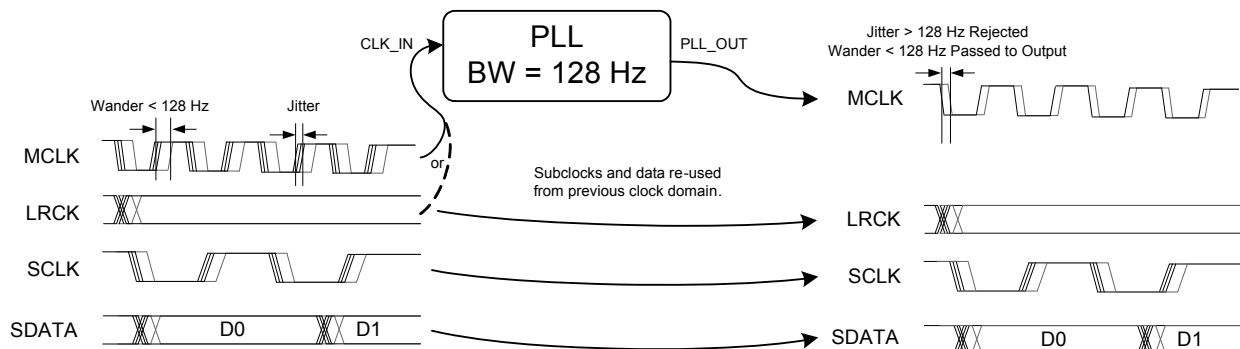 PLL
BW = 128 Hz
CLK_IN
PLL_OUT
Jitter > 128 Hz Rejected
Wander < 128 Hz Passed to Output
Wander < 128 Hz
Jitter
MCLK
or
MCLK
Subclocks and data re-used
from previous clock domain.
LRCK
LRCK
SCLK
SCLK
SDATA
D0
D1
SDATA
D0
D1